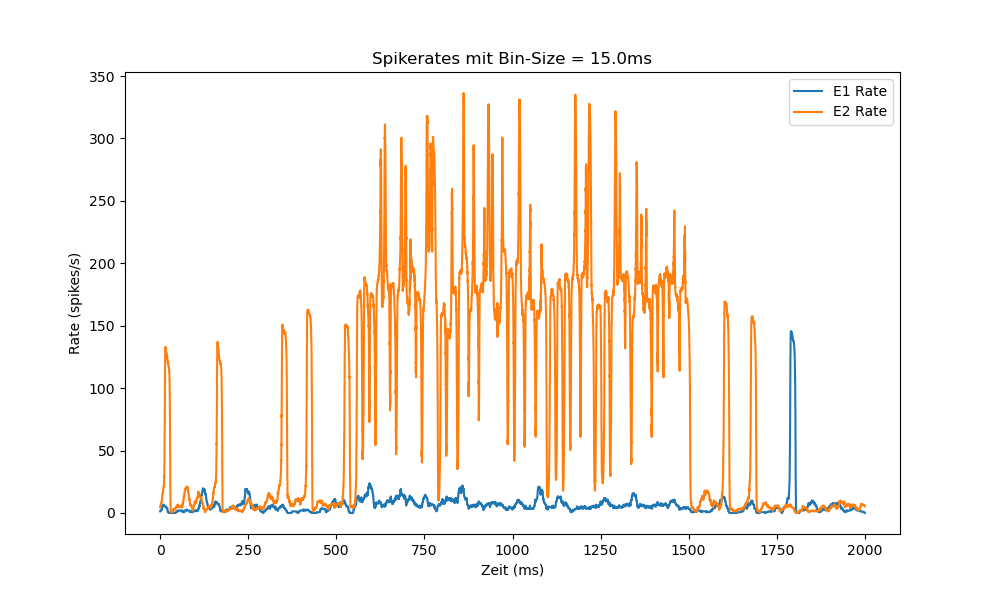 Spikerates mit Bin-Size = 15.0ms
E1 Rate
E2 Rate
350
300
250
200
150
100
50
0
Rate (spikes/s)
0 250 500 750 1000 1250 1500 1750 2000
Zeit (ms)